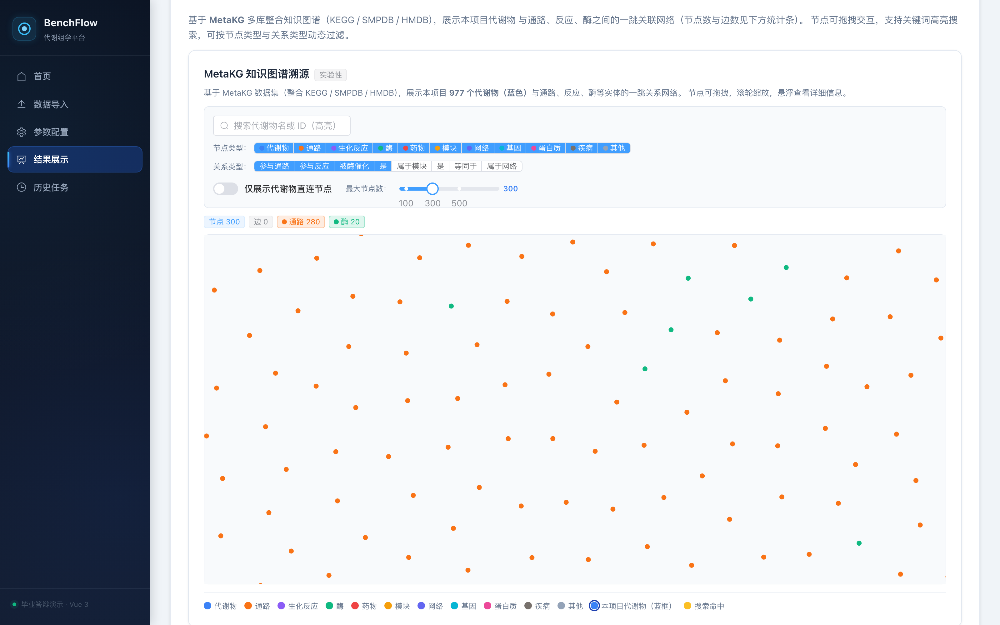 BenchFlow
代谢组学平台
首页
数据导入
参数配置
结果展示
历史任务
毕业答辩演示 · Vue 3
基于 MetaKG 多库整合知识图谱（KEGG / SMPDB / HMDB），展示本项目代谢物 与通路、反应、酶之间的一跳关联网络（节点数与边数见下方统计条）。 节点可拖拽交互，支持关键词高亮搜
索，可按节点类型与关系类型动态过滤。
MetaKG 知识图谱溯源 实验性
基于 MetaKG 数据集（整合 KEGG / SMPDB / HMDB），展示本项目 977 个代谢物（蓝色）与通路、反应、酶等实体的一跳关系网络。 节点可拖拽，滚轮缩放，悬浮查看详细信息。
搜索代谢物名或 ID（高亮）
节点类型： 代谢物 通路 生化反应 酶 药物 模块 网络 基因 蛋白质 疾病 其他
关系类型： 参与通路 参与反应 被酶催化 是 属于模块 是 等同于 属于网络
仅展示代谢物直连节点 最大节点数： 300
100 300 500
节点 300 边 0 通路 280 酶 20
代谢物 通路 生化反应 酶 药物 模块 网络 基因 蛋白质 疾病 其他 本项目代谢物（蓝框） 搜索命中